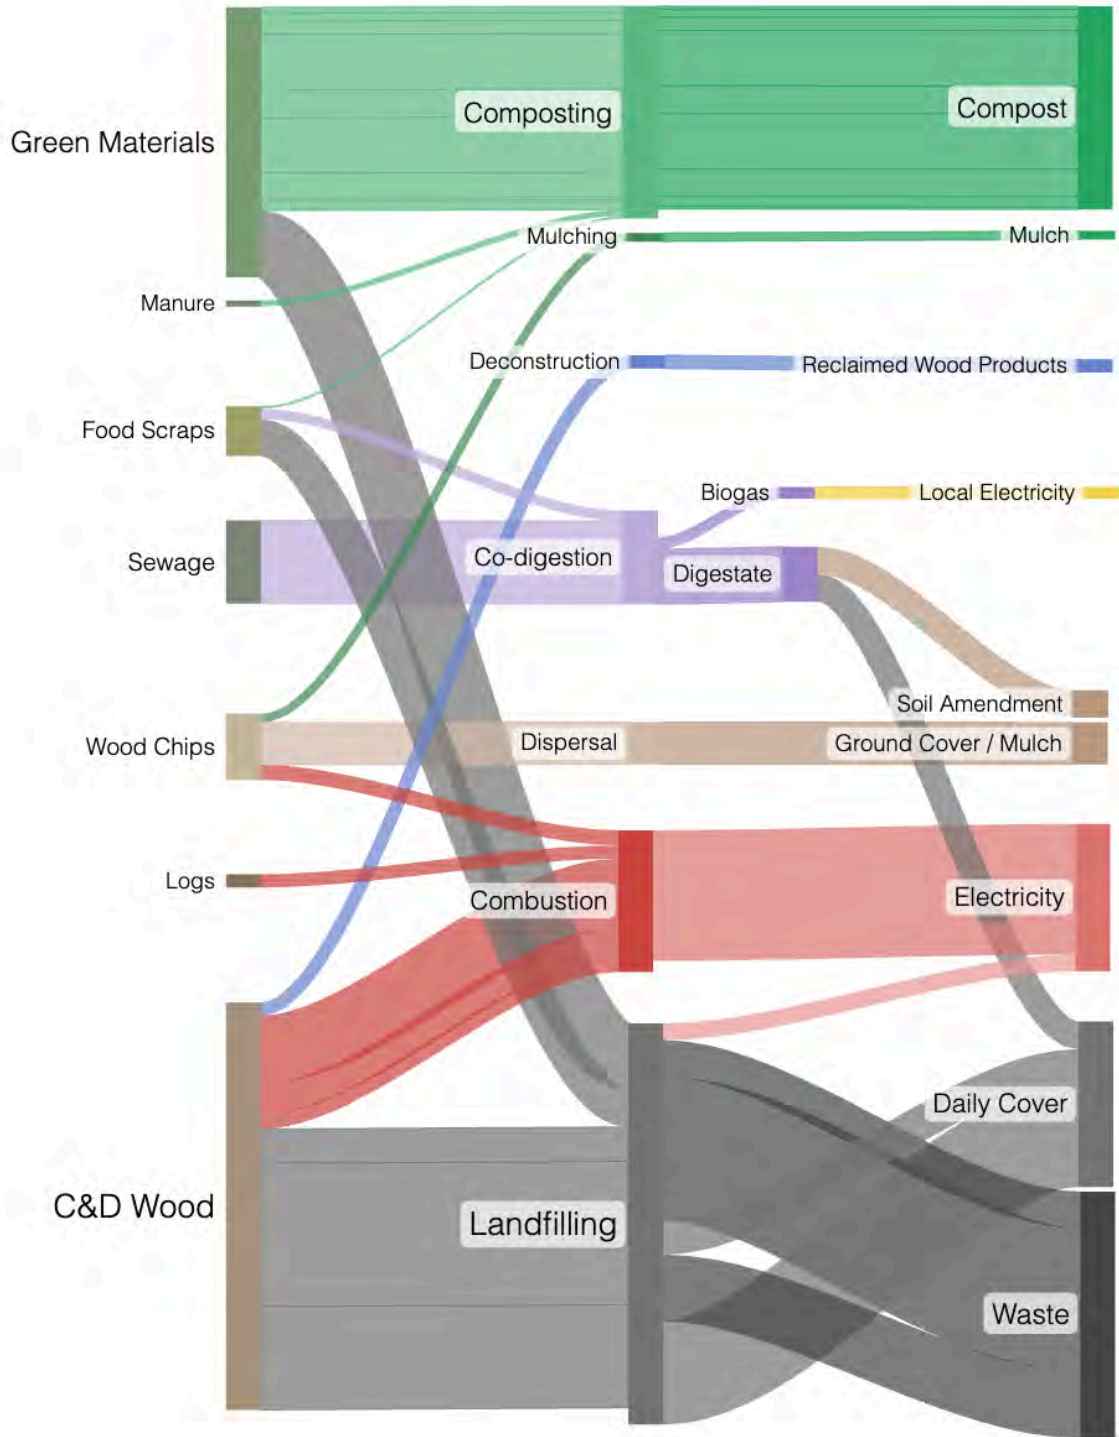 Green Materials
Composting
Compost
Mulching
Mulch
Manure
Deconstruction
Reclaimed Wood Products
Food Scraps
Biogas
Local Electricity
Sewage
Co-digestion
Digestate
Soil Amendment
Wood Chips
Dispersal
Ground Cover / Mulch
Logs
Combustion
Electricity
Daily Cover
C&D Wood
Landfilling
Waste